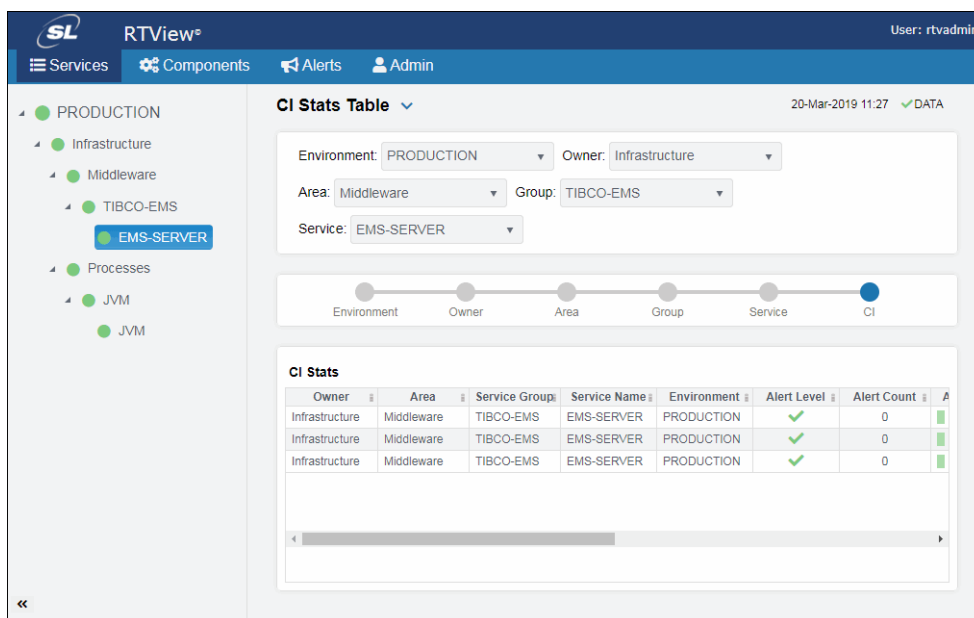 SL RTView® User: rtvadmin
Services Components Alerts Admin
PRODUCTION
Infrastructure
Middleware
TIBCO-EMS
EMS-SERVER
Processes
JVM
JVM
«
CI Stats Table 20-Mar-2019 11:27 DATA
Environment: PRODUCTION Owner: Infrastructure
Area: Middleware Group: TIBCO-EMS
Service: EMS-SERVER
Environment Owner Area Group Service CI
CI Stats
Owner Area Service Group Service Name Environment Alert Level Alert Count A
Infrastructure Middleware TIBCO-EMS EMS-SERVER PRODUCTION 0
Infrastructure Middleware TIBCO-EMS EMS-SERVER PRODUCTION 0
Infrastructure Middleware TIBCO-EMS EMS-SERVER PRODUCTION 0